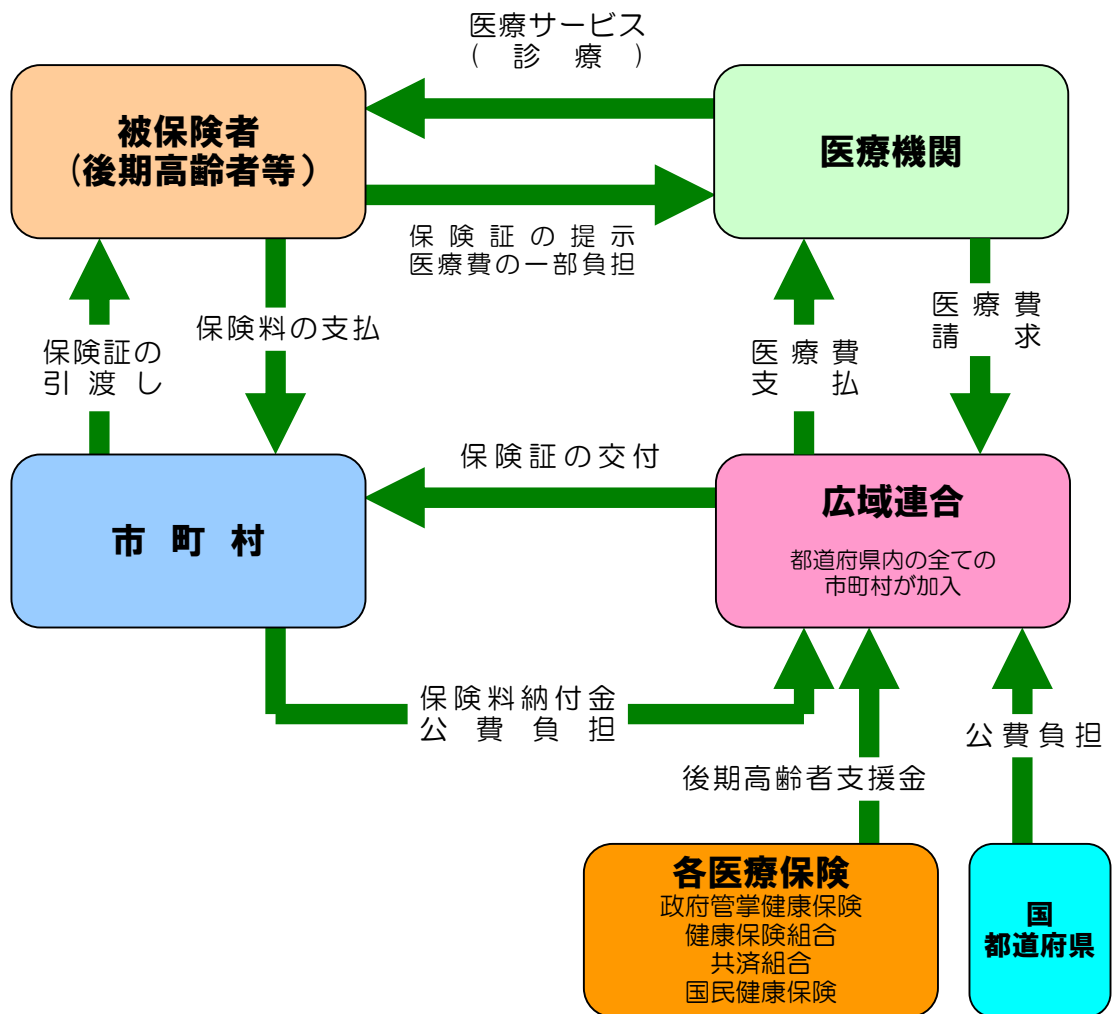 医療サービス
(診療)
被保険者
(後期高齢者等)
医療機関
保険証の提示
医療費の一部負担
保険証の
引渡し
保険料の支払
医療費
支払
医療費
請求
保険証の交付
市町村
広域連合
都道府県内の全ての
市町村が加入
保険料納付金
公費負担
後期高齢者支援金
公費負担
各医療保険
政府管掌健康保険
健康保険組合
共済組合
国民健康保険
国
都道府県